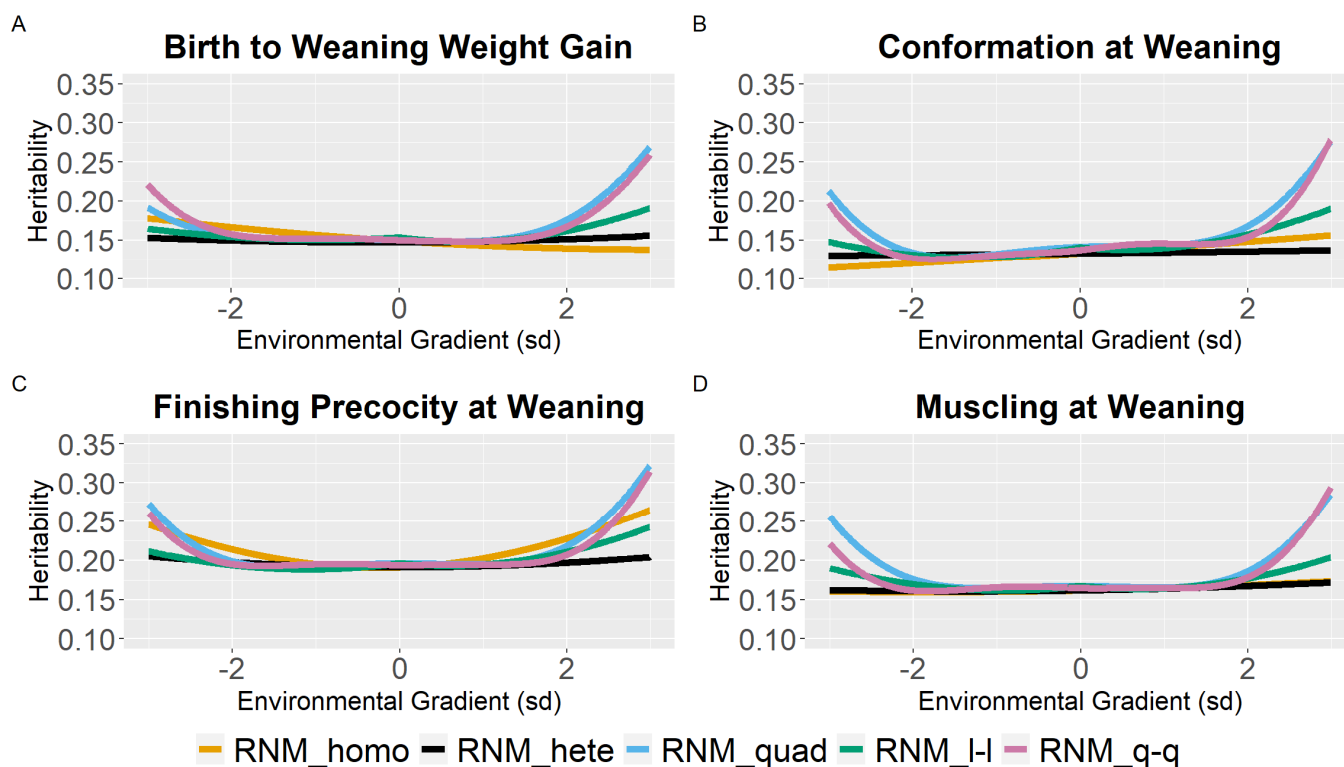 A
Birth to Weaning Weight Gain
0.35
0.30
0.25
0.20
0.15
0.10
Heritability
-2 0 2
Environmental Gradient (sd)
B
Conformation at Weaning
0.35
0.30
0.25
0.20
0.15
0.10
Heritability
-2 0 2
Environmental Gradient (sd)
C
Finishing Precocity at Weaning
0.35
0.30
0.25
0.20
0.15
0.10
Heritability
-2 0 2
Environmental Gradient (sd)
D
Muscling at Weaning
0.35
0.30
0.25
0.20
0.15
0.10
Heritability
-2 0 2
Environmental Gradient (sd)
RNM_homo RNM_hete RNM_quad RNM_l-l RNM_q-q